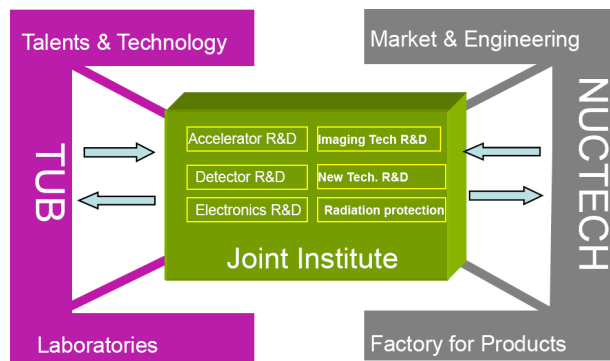 Talents & Technology
Market & Engineering
TUB
NUCTECH
Accelerator R&D
Imaging Tech R&D
Detector R&D
New Tech. R&D
Electronics R&D
Radiation protection
Joint Institute
Laboratories
Factory for Products